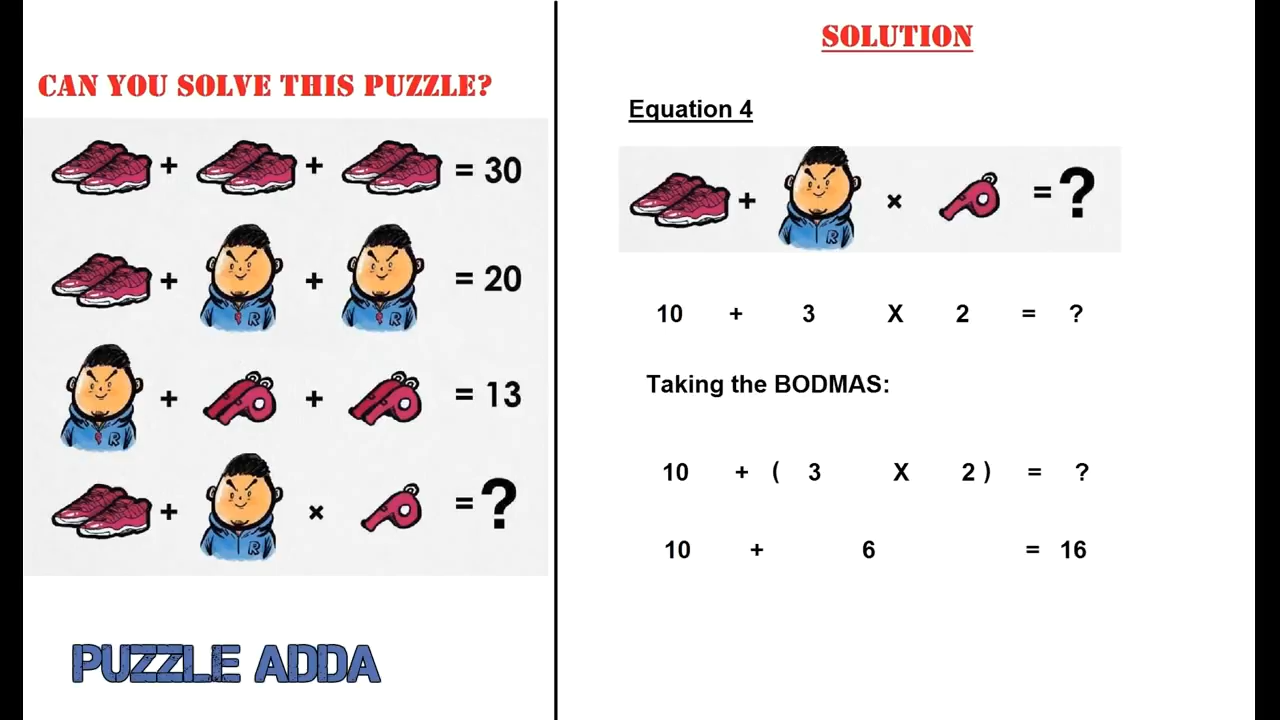 CAN YOU SOLVE THIS PUZZLE?
+ + = 30
+ + = 20
R R
+ + = 13
R
+ × = ?
R
PUZZLE ADDA
SOLUTION
Equation 4
+ × = ?
R
10 + 3 X 2 = ?
Taking the BODMAS:
10 + ( 3 X 2 ) = ?
10 + 6 = 16